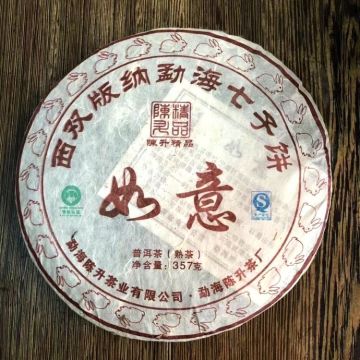 西双版纳勐海七子饼
陳升精品
如意
普洱茶（熟茶）
净含量：357克
勐海陈升茶业有限公司·勐海陈升茶厂